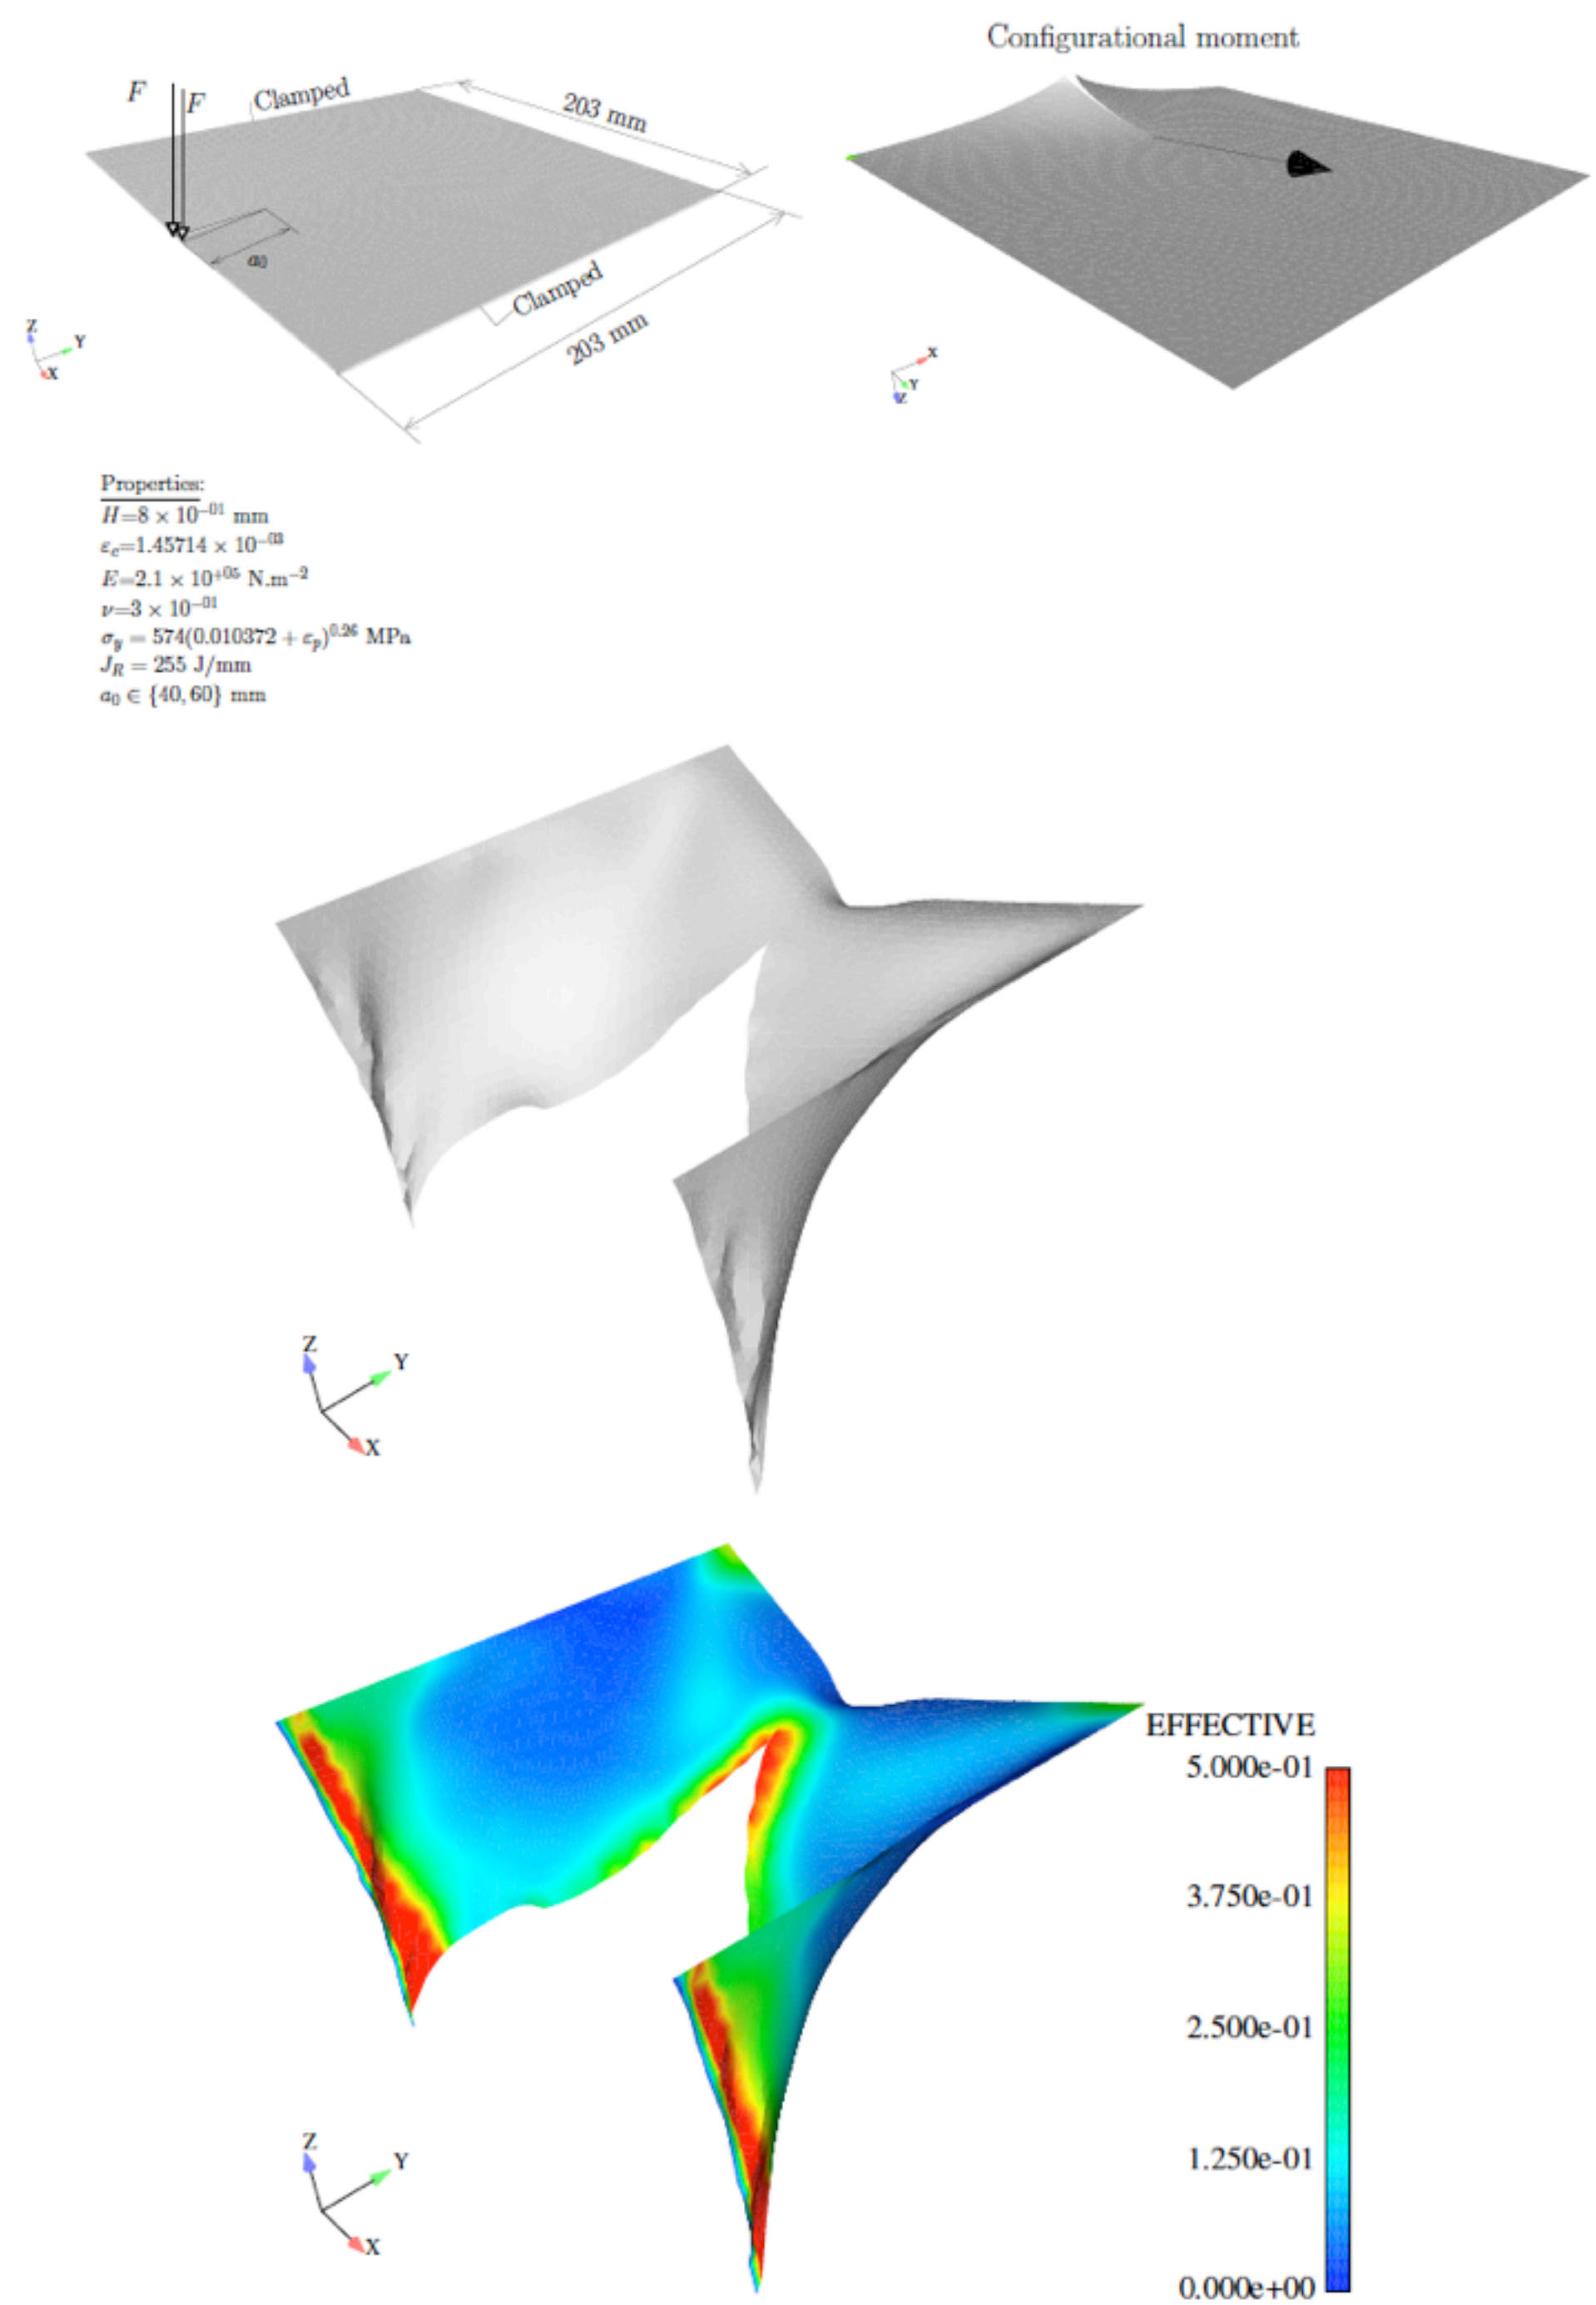 Configurational moment
F
F
Clamped
203 mm
a₀
Clamped
203 mm
Z
Y
X
X
Y
Z
Properties:
H=8 × 10⁻⁰¹ mm
εc=1.45714 × 10⁻⁰³
E=2.1 × 10⁺⁰⁵ N.m⁻²
ν=3 × 10⁻⁰¹
σy = 574(0.010372 + εp)⁰·²⁶ MPa
J_R = 255 J/mm
a₀ ∈ {40, 60} mm
Z
Y
X
EFFECTIVE
5.000e-01
3.750e-01
2.500e-01
1.250e-01
0.000e+00
Z
Y
X